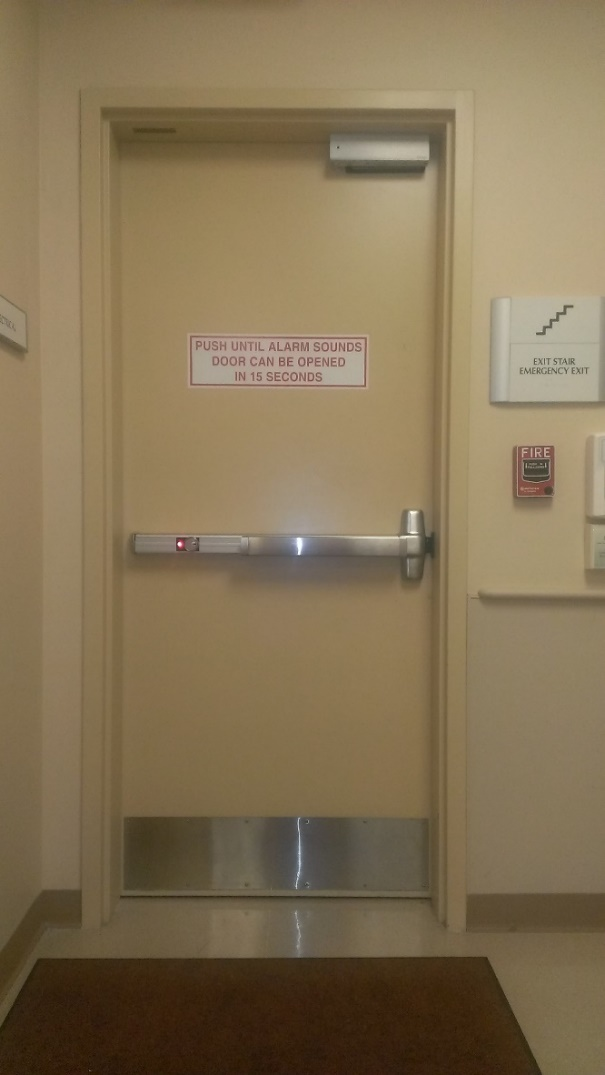 PUSH UNTIL ALARM SOUNDS
DOOR CAN BE OPENED
IN 15 SECONDS
EXIT STAIR
EMERGENCY EXIT
FIRE